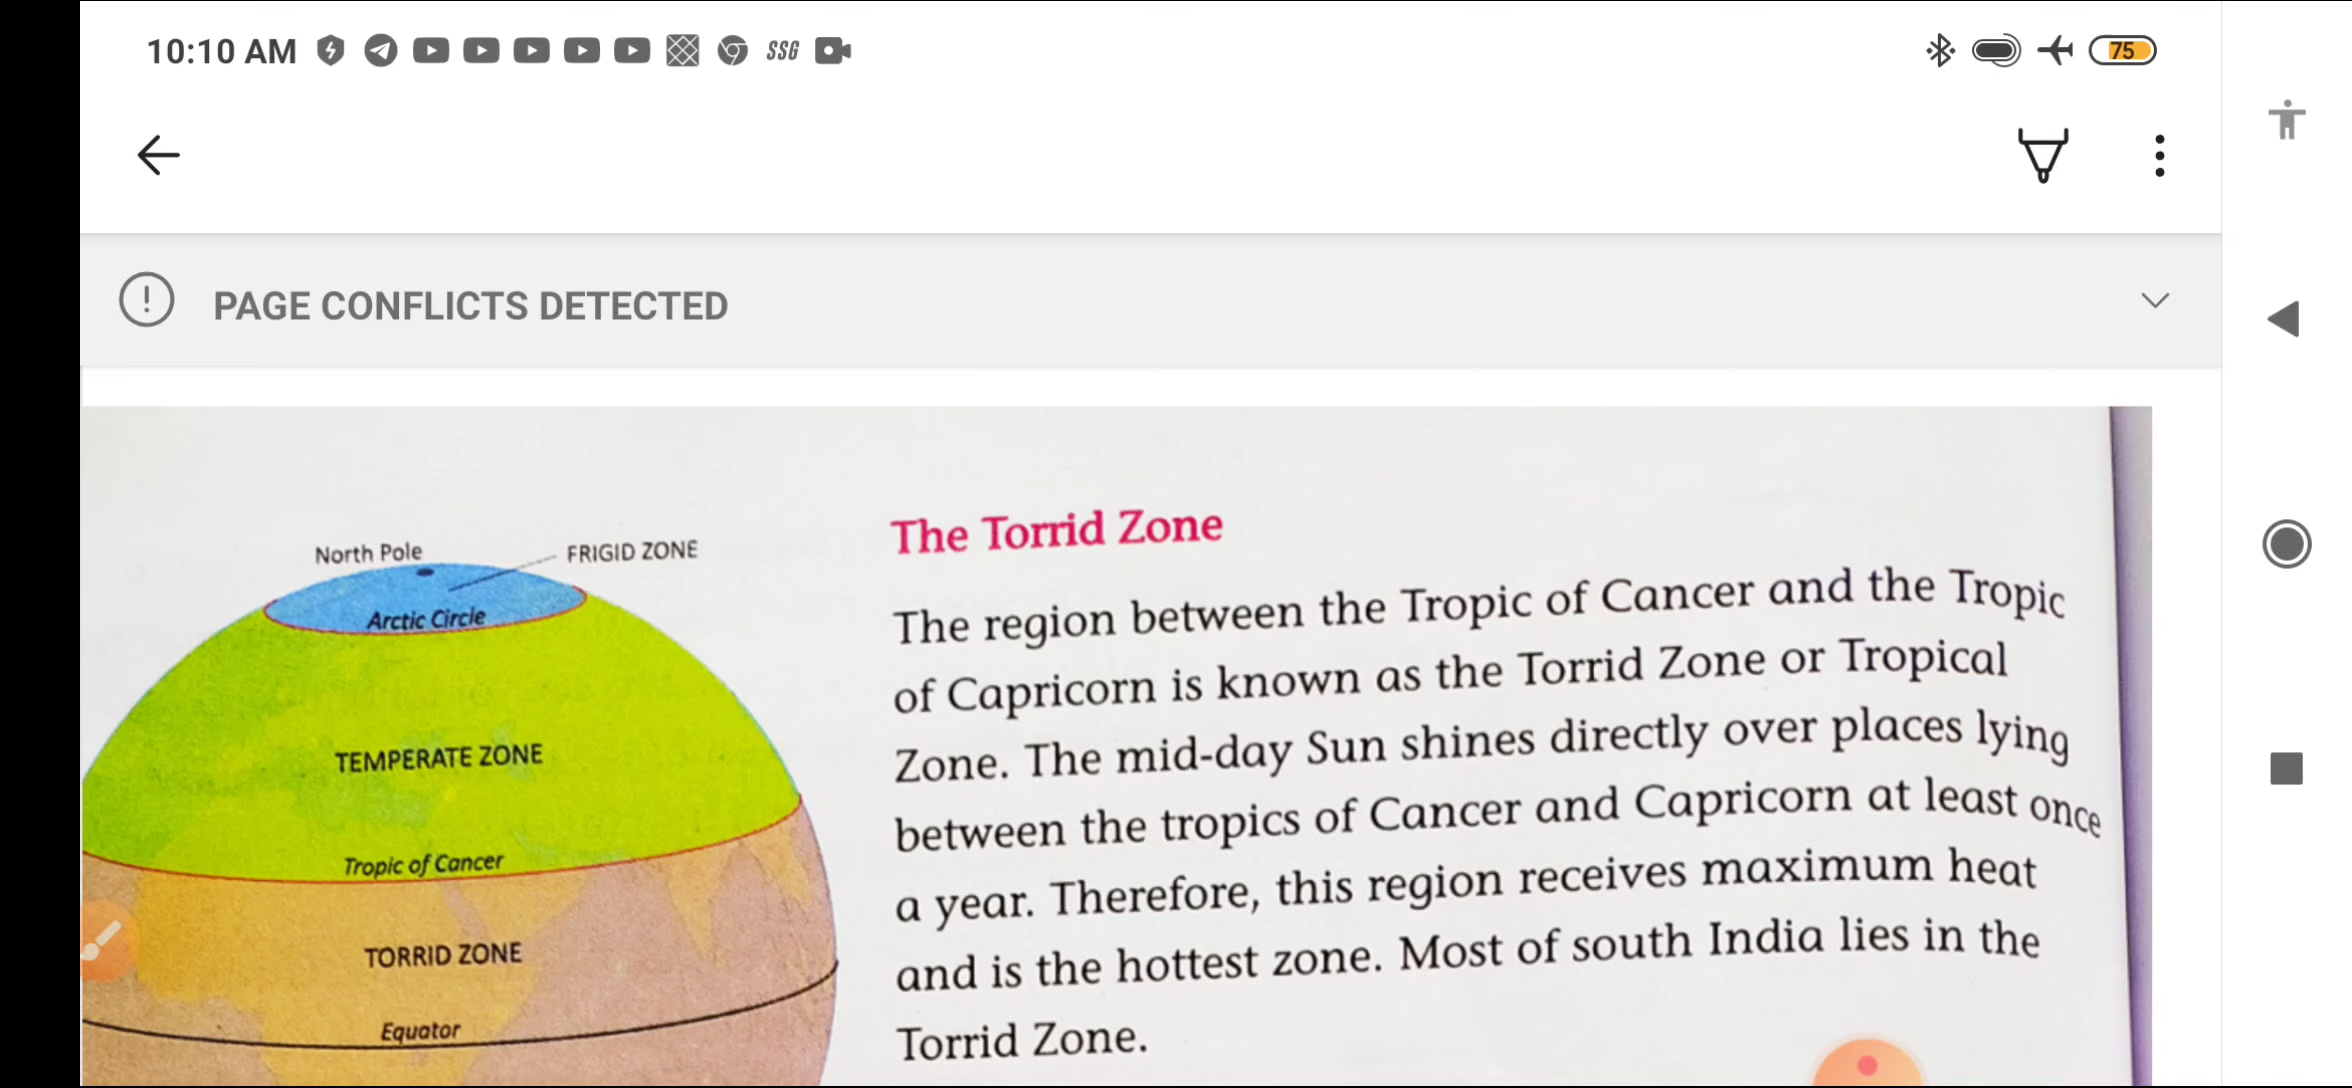 10:10 AM
SSG
75
PAGE CONFLICTS DETECTED
North Pole
FRIGID ZONE
Arctic Circle
TEMPERATE ZONE
Tropic of Cancer
TORRID ZONE
Equator
The Torrid Zone
The region between the Tropic of Cancer and the Tropic
of Capricorn is known as the Torrid Zone or Tropical
Zone. The mid-day Sun shines directly over places lying
between the tropics of Cancer and Capricorn at least once
a year. Therefore, this region receives maximum heat
and is the hottest zone. Most of south India lies in the
Torrid Zone.